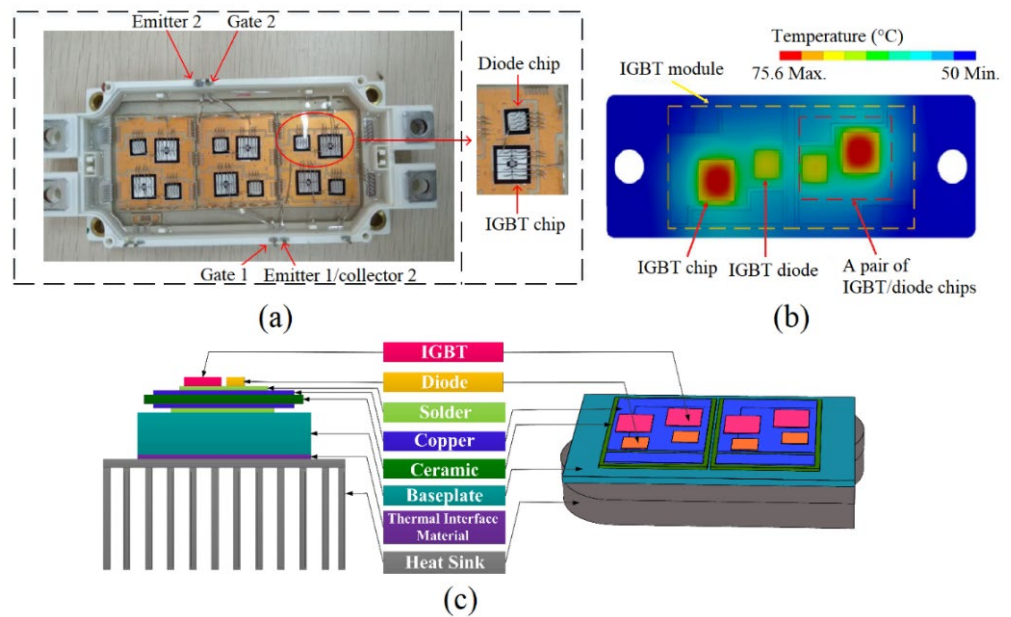 (a)
Emitter 2
Gate 2
Diode chip
IGBT chip
Gate 1
Emitter 1/collector 2
(b)
Temperature (°C)
75.6 Max.
50 Min.
IGBT module
IGBT chip
IGBT diode
A pair of
IGBT/diode chips
IGBT
Diode
Solder
Copper
Ceramic
Baseplate
Thermal Interface
Material
Heat Sink
(c)